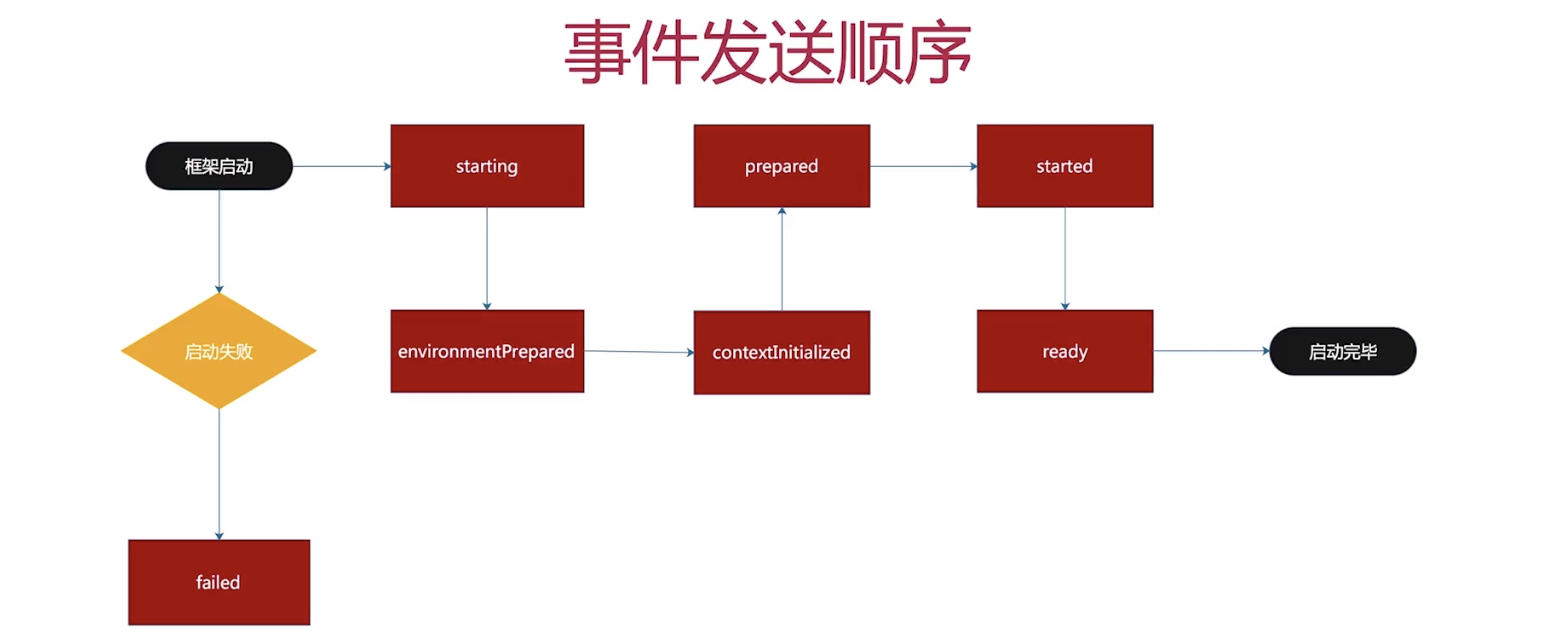 事件发送顺序
框架启动
starting
prepared
started
启动失败
environmentPrepared
contextInitialized
ready
启动完毕
failed